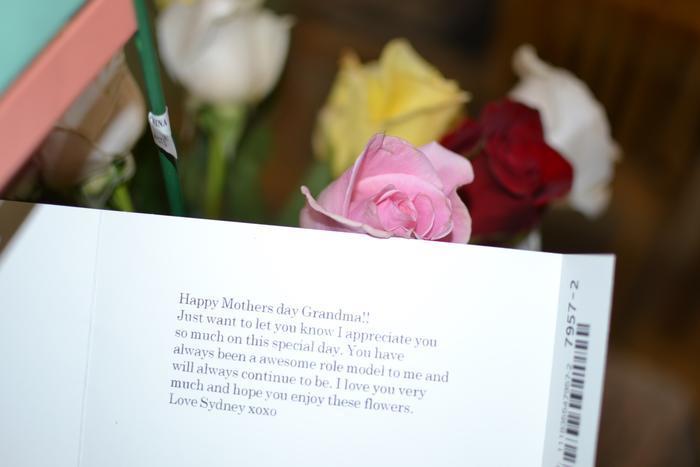 Happy Mothers day Grandma!!
Just want to let you know I appreciate you
so much on this special day. You have
always been a awesome role model to me and
will always continue to be. I love you very
much and hope you enjoy these flowers.
Love Sydney xoxo
7957-2